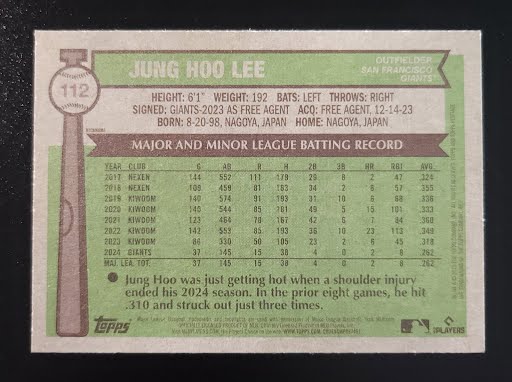 112
JUNG HOO LEE
OUTFIELDER
SAN FRANCISCO
GIANTS
HEIGHT: 6'1" WEIGHT: 192 BATS: LEFT THROWS: RIGHT
SIGNED: GIANTS-2023 AS FREE AGENT ACQ: FREE AGENT, 12-14-23
BORN: 8-20-98, NAGOYA, JAPAN HOME: NAGOYA, JAPAN
MAJOR AND MINOR LEAGUE BATTING RECORD
YEAR CLUB G AB R H 2B 3B HR RBI AVG.
2017 NEXEN 144 552 111 179 29 8 2 47 .324
2018 NEXEN 109 459 81 163 34 2 6 57 .355
2019 KIWOOM 140 574 91 193 31 10 6 68 .336
2020 KIWOOM 140 544 85 181 49 5 15 101 .333
2021 KIWOOM 123 464 78 167 42 6 7 84 .360
2022 KIWOOM 142 553 85 193 36 10 23 113 .349
2023 KIWOOM 86 330 50 105 23 2 6 45 .318
2024 GIANTS 37 145 15 38 4 0 2 8 .262
MAJ. LEA. TOT. 37 145 15 38 4 0 2 8 .262
Jung Hoo was just getting hot when a shoulder injury
ended his 2024 season. In the prior eight games, he hit
.310 and struck out just three times.
topps
MLB PLAYERS